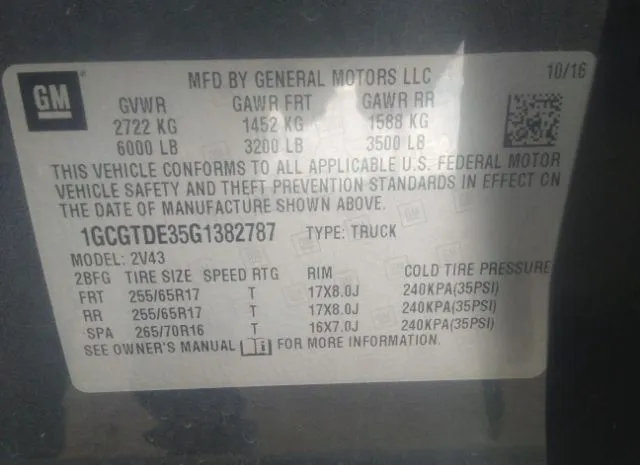 GM
MFD BY GENERAL MOTORS LLC 10/16
GVWR GAWR FRT GAWR RR
2722 KG 1452 KG 1588 KG
6000 LB 3200 LB 3500 LB
THIS VEHICLE CONFORMS TO ALL APPLICABLE U.S. FEDERAL MOTOR
VEHICLE SAFETY AND THEFT PREVENTION STANDARDS IN EFFECT ON
THE DATE OF MANUFACTURE SHOWN ABOVE.
1GCGTDE35G1382787 TYPE: TRUCK
MODEL: 2V43
2BFG TIRE SIZE SPEED RTG RIM COLD TIRE PRESSURE
FRT 255/65R17 T 17X8.0J 240KPA(35PSI)
RR 255/65R17 T 17X8.0J 240KPA(35PSI)
SPA 265/70R16 T 16X7.0J 240KPA(35PSI)
SEE OWNER'S MANUAL FOR MORE INFORMATION.